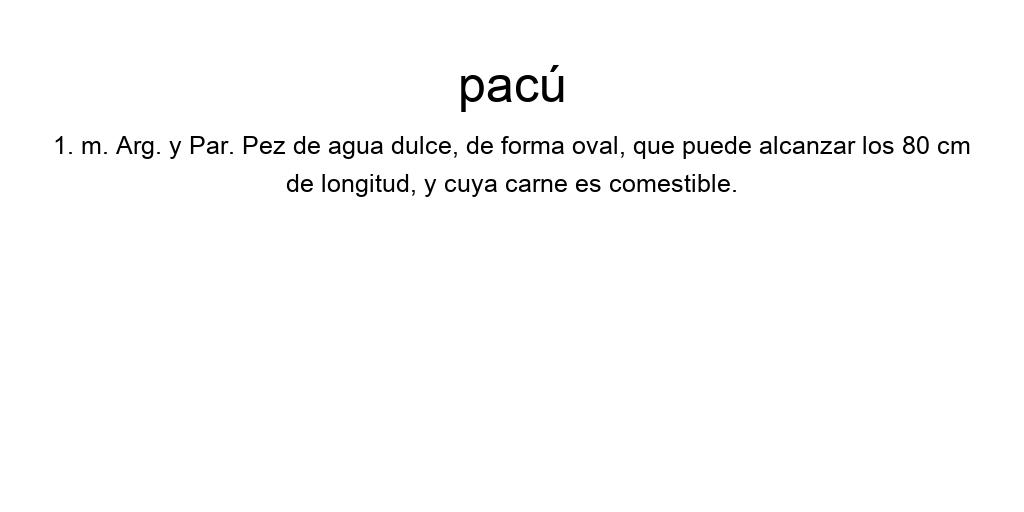 pacú
1. m. Arg. y Par. Pez de agua dulce, de forma oval, que puede alcanzar los 80 cm
de longitud, y cuya carne es comestible.